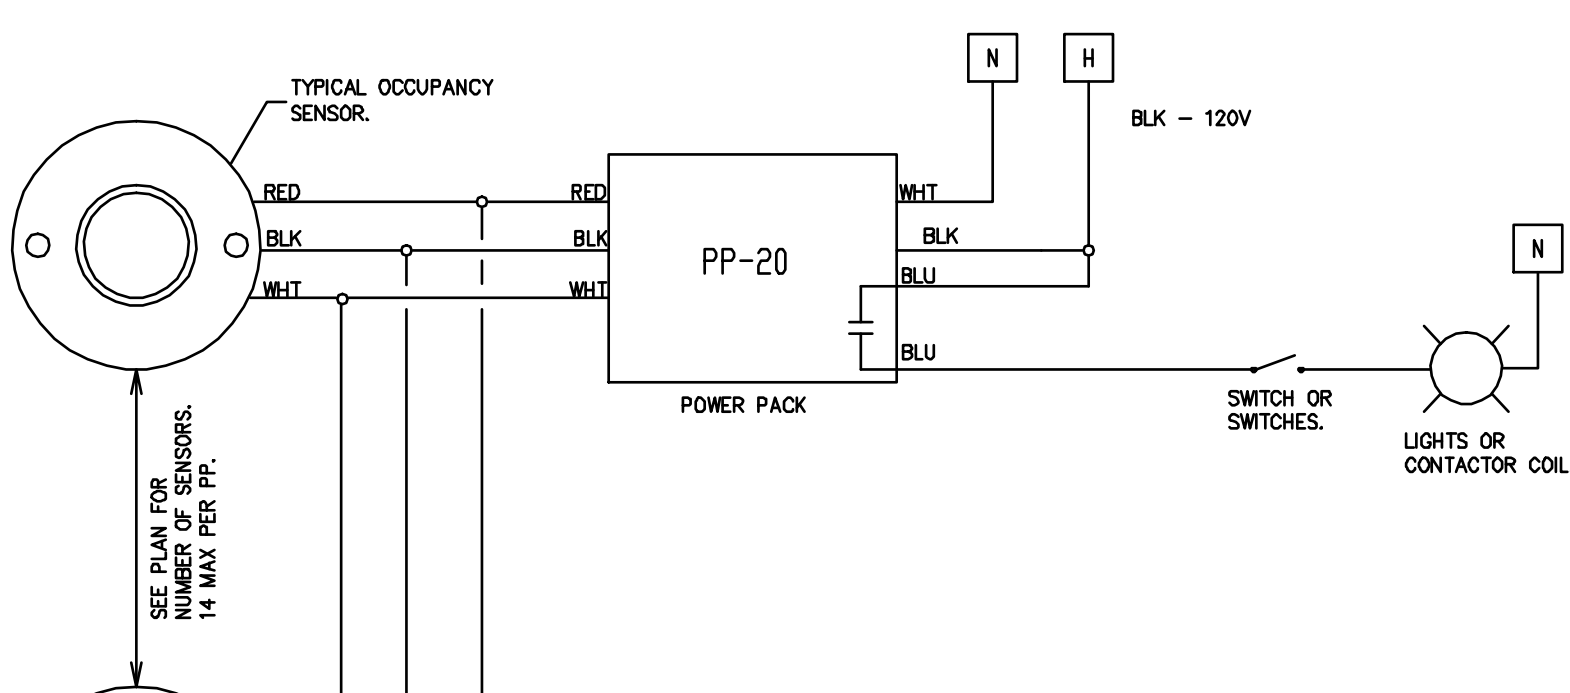 N
H
TYPICAL OCCUPANCY
SENSOR.
BLK - 120V
RED
RED
WHT
BLK
BLK
BLK
PP-20
N
BLU
WHT
WHT
BLU
POWER PACK
SWITCH OR
SWITCHES.
LIGHTS OR
CONTACTOR COIL
SEE PLAN FOR
NUMBER OF SENSORS.
14 MAX PER PP.